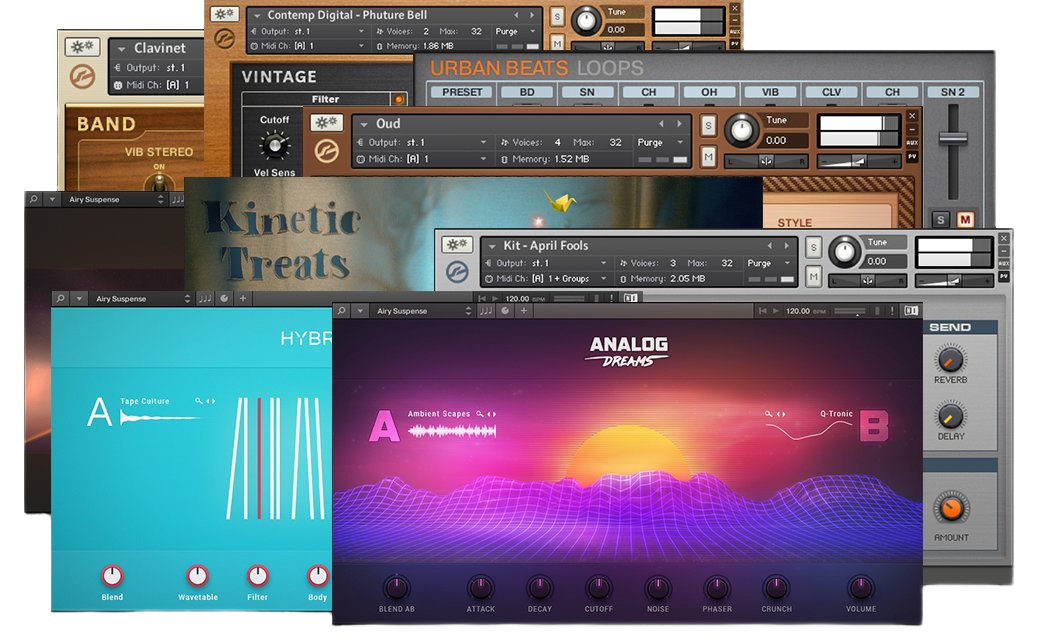 Contemp Digital - Phuture Bell
Output: st. 1
Voices: 2 Max: 32
Purge
Midi Ch: [A] 1
Memory: 1.86 MB
S
M
Tune
0.00
AUX
PV
Clavinet
Output: st. 1
Midi Ch: [A] 1
BAND
VIB STEREO
ON
VINTAGE
Filter
Cutoff
Vel Sens
URBAN BEATS LOOPS
PRESET BD SN CH OH VIB CLV CH SN 2
S M
Oud
Output: st. 1
Voices: 4 Max: 32
Purge
Midi Ch: [A] 1
Memory: 1.52 MB
S
M
Tune
0.00
L R
AUX
PV
STYLE
Airy Suspense
Kinetic
Treats
Kit - April Fools
Output: st. 1
Voices: 3 Max: 32
Purge
Midi Ch: [A] 1 + Groups
Memory: 2.05 MB
S
M
Tune
0.00
L R
AUX
PV
SEND
REVERB
DELAY
AMOUNT
Airy Suspense
120.00 BPM
HYBR
A
Tape Culture
Blend
Wavetable
Filter
Body
Airy Suspense
120.00 BPM
ANALOG
DREAMS
A
Ambient Scapes
Q-Tronic
B
BLEND AB
ATTACK
DECAY
CUTOFF
NOISE
PHASER
CRUNCH
VOLUME